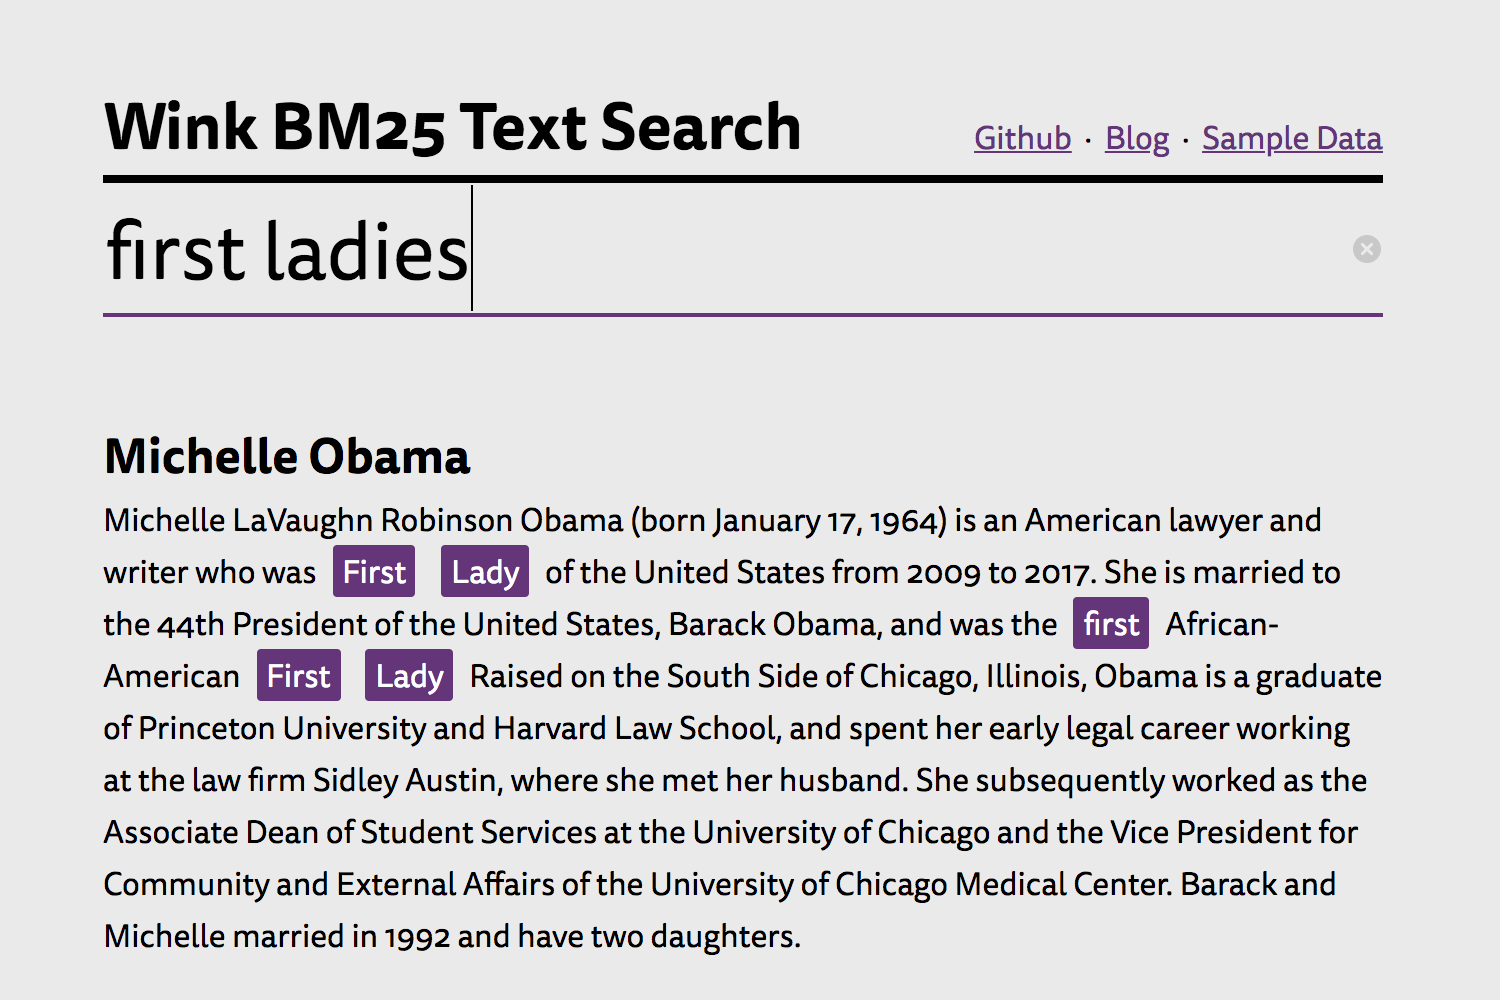 Wink BM25 Text Search
Github · Blog · Sample Data
first ladies
Michelle Obama
Michelle LaVaughn Robinson Obama (born January 17, 1964) is an American lawyer and
writer who was First Lady of the United States from 2009 to 2017. She is married to
the 44th President of the United States, Barack Obama, and was the first African-
American First Lady Raised on the South Side of Chicago, Illinois, Obama is a graduate
of Princeton University and Harvard Law School, and spent her early legal career working
at the law firm Sidley Austin, where she met her husband. She subsequently worked as the
Associate Dean of Student Services at the University of Chicago and the Vice President for
Community and External Affairs of the University of Chicago Medical Center. Barack and
Michelle married in 1992 and have two daughters.